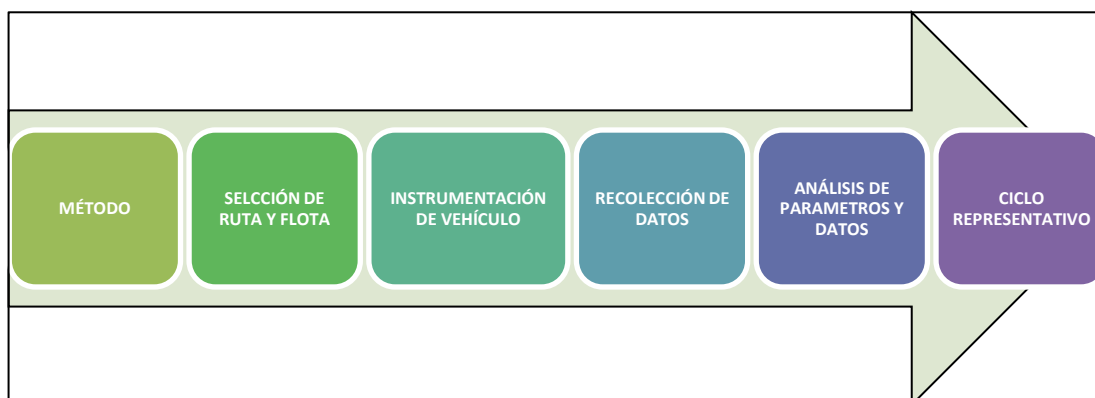 MÉTODO
SELCCIÓN DE
RUTA Y FLOTA
INSTRUMENTACIÓN
DE VEHÍCULO
RECOLECCIÓN DE
DATOS
ANÁLISIS DE
PARAMETROS Y
DATOS
CICLO
REPRESENTATIVO